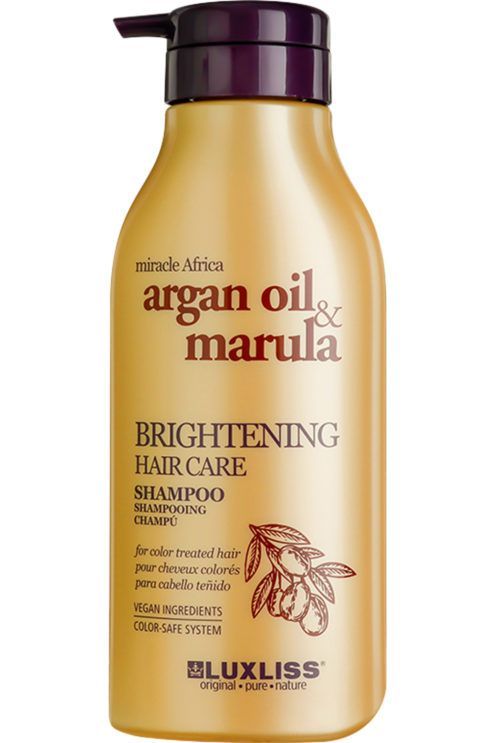 miracle Africa
argan oil &
marula
BRIGHTENING
HAIR CARE
SHAMPOO
SHAMPOOING
CHAMPÚ
for color treated hair
pour cheveux colorés
para cabello teñido
VEGAN INGREDIENTS
COLOR-SAFE SYSTEM
LUXLISS
original • pure • nature